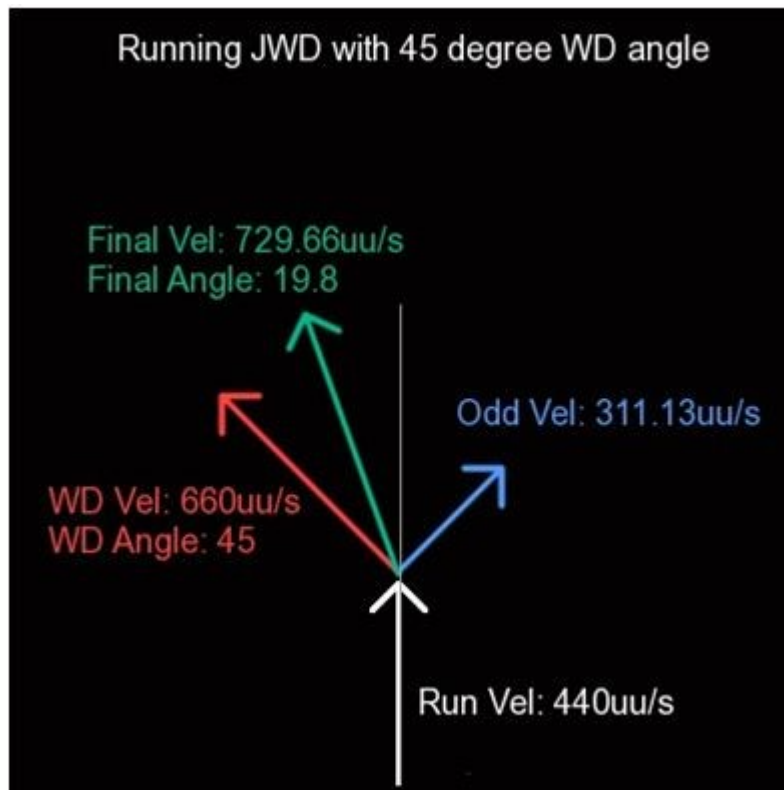 Running JWD with 45 degree WD angle
Final Vel: 729.66uu/s
Final Angle: 19.8
Odd Vel: 311.13uu/s
WD Vel: 660uu/s
WD Angle: 45
Run Vel: 440uu/s